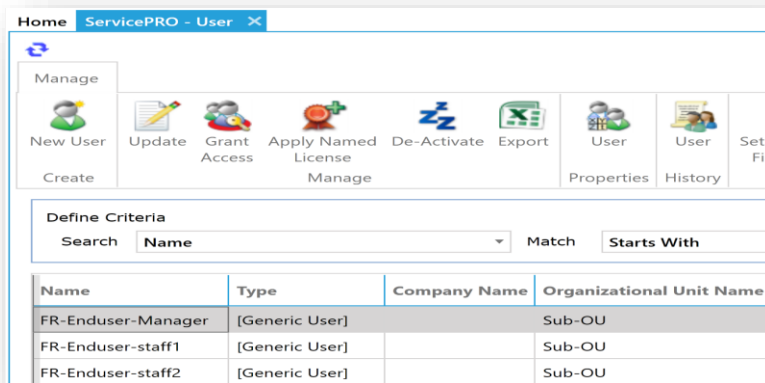 Home ServicePRO - User ×
Manage
New User Update Grant Access Apply Named License De-Activate Export User User Set
Fi
Create Manage Properties History
Define Criteria
Search Name Match Starts With
Name Type Company Name Organizational Unit Name
FR-Enduser-Manager [Generic User] Sub-OU
FR-Enduser-staff1 [Generic User] Sub-OU
FR-Enduser-staff2 [Generic User] Sub-OU